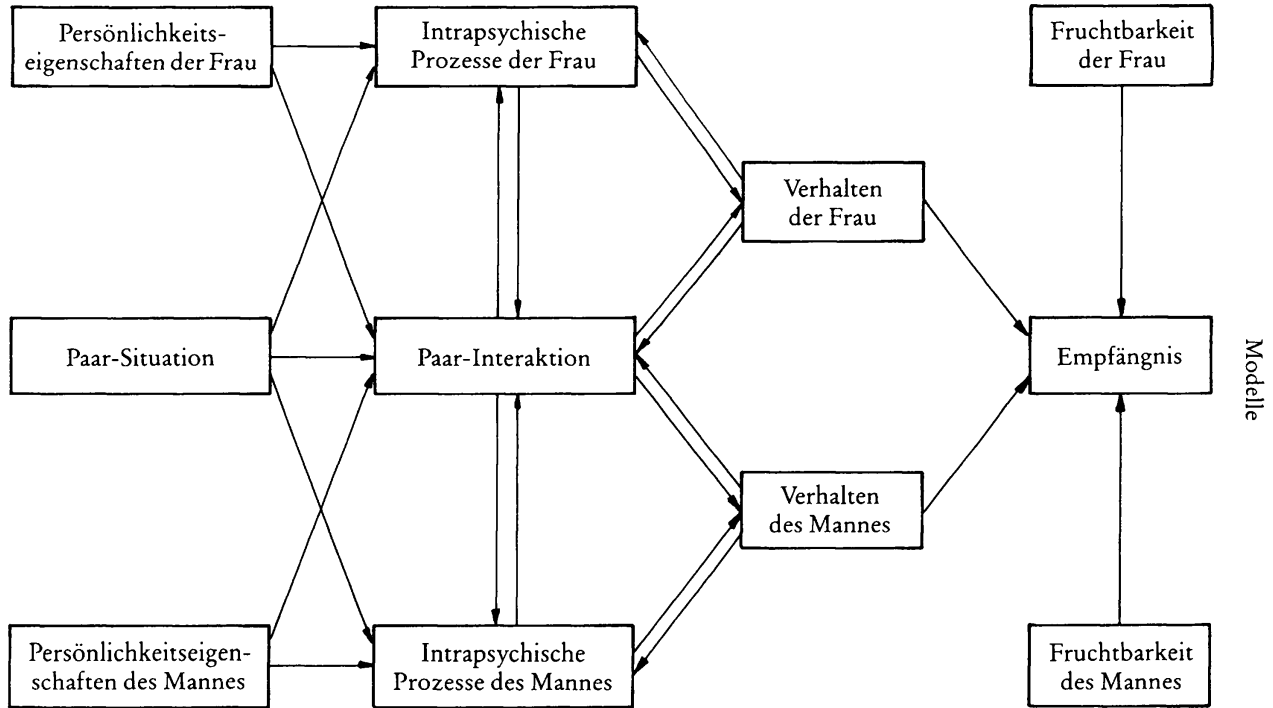 Persönlichkeits-
eigenschaften der Frau
Intrapsychische
Prozesse der Frau
Fruchtbarkeit
der Frau
Verhalten
der Frau
Paar-Situation
Paar-Interaktion
Empfängnis
Modelle
Verhalten
des Mannes
Persönlichkeitseigen-
schaften des Mannes
Intrapsychische
Prozesse des Mannes
Fruchtbarkeit
des Mannes